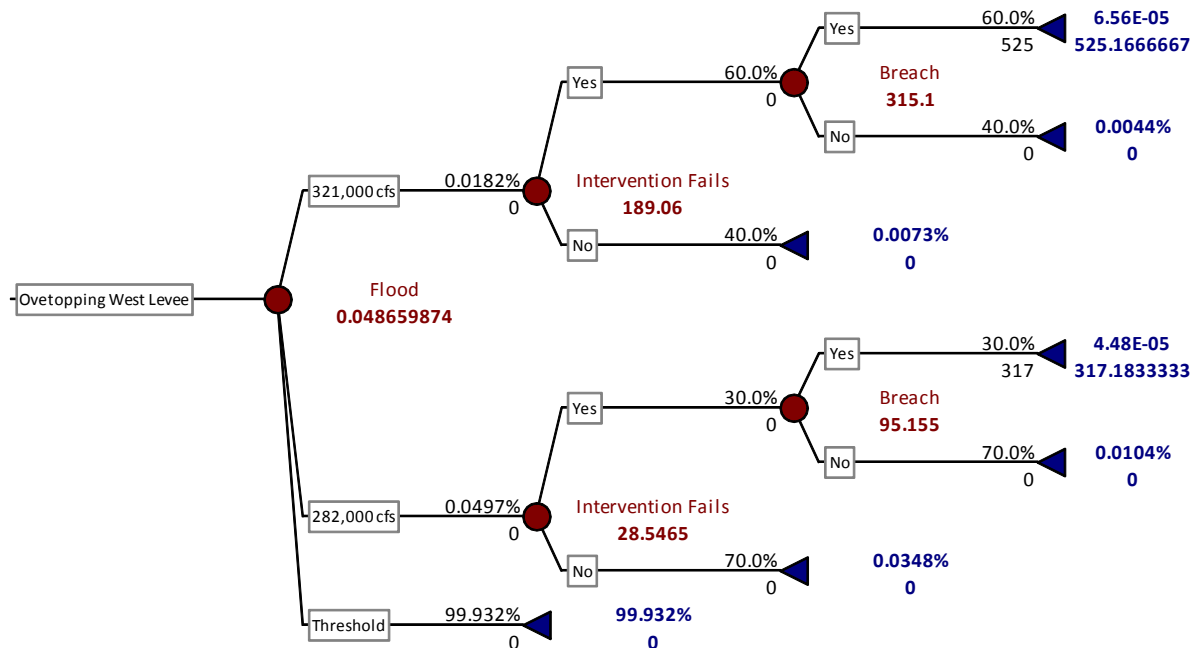 Yes
60.0%
525
6.56E-05
525.1666667
Yes
60.0%
0
Breach
315.1
No
40.0%
0
0.0044%
0
321,000 cfs
0.0182%
0
Intervention Fails
189.06
No
40.0%
0
0.0073%
0
Ovetopping West Levee
Flood
0.048659874
Yes
30.0%
317
4.48E-05
317.1833333
Yes
30.0%
0
Breach
95.155
No
70.0%
0
0.0104%
0
282,000 cfs
0.0497%
0
Intervention Fails
28.5465
No
70.0%
0
0.0348%
0
Threshold
99.932%
0
99.932%
0